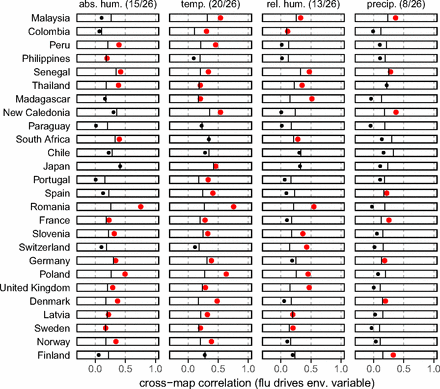 abs. hum. (15/26) temp. (20/26) rel. hum. (13/26) precip. (8/26)
Malaysia
Colombia
Peru
Philippines
Senegal
Thailand
Madagascar
New Caledonia
Paraguay
South Africa
Chile
Japan
Portugal
Spain
Romania
France
Slovenia
Switzerland
Germany
Poland
United Kingdom
Denmark
Latvia
Sweden
Norway
Finland
0.0 0.5 1.0 0.0 0.5 1.0 0.0 0.5 1.0 0.0 0.5 1.0
cross-map correlation (flu drives env. variable)